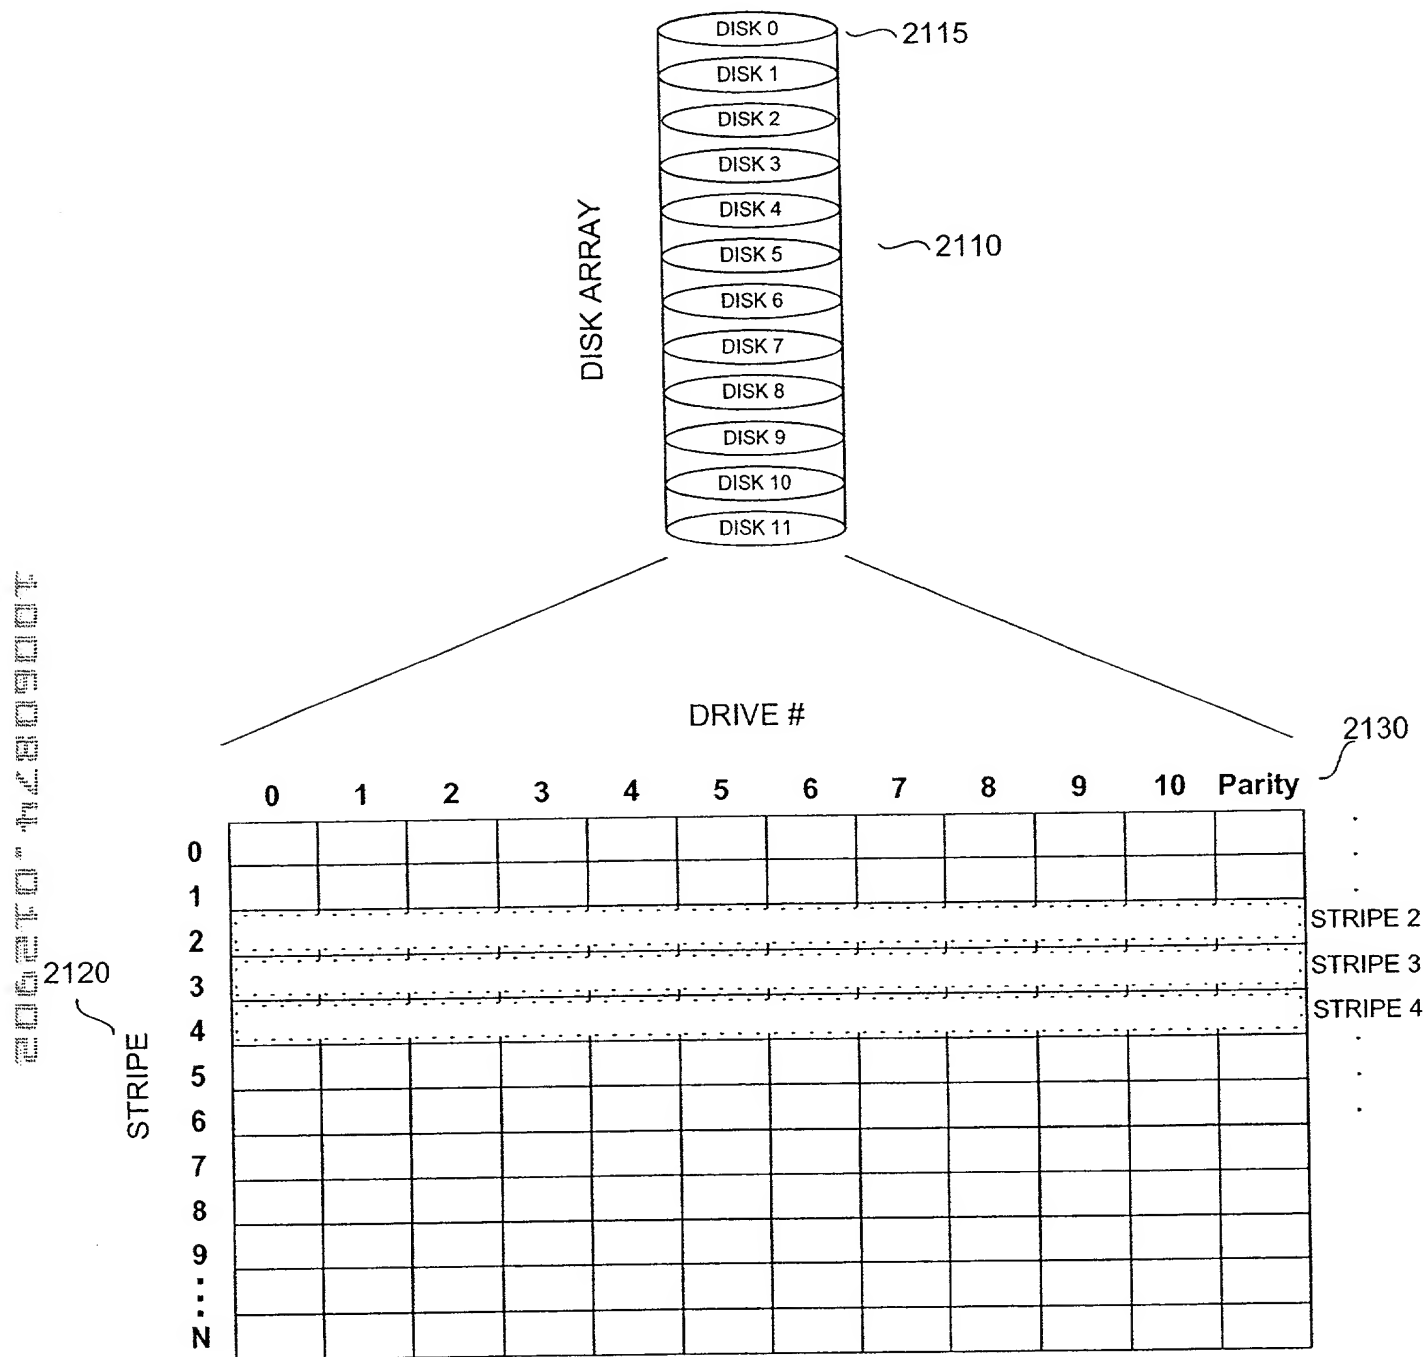 DISK 0
2115
DISK 1
DISK 2
DISK 3
DISK 4
DISK 5
DISK 6
DISK 7
DISK 8
DISK 9
DISK 10
DISK 11
DISK ARRAY
2110
10060874.012902
DRIVE #
2130
0 1 2 3 4 5 6 7 8 9 10 Parity
0
1
2
3
4
5
6
7
8
9
N
STRIPE 2
STRIPE 3
STRIPE 4
2120
STRIPE